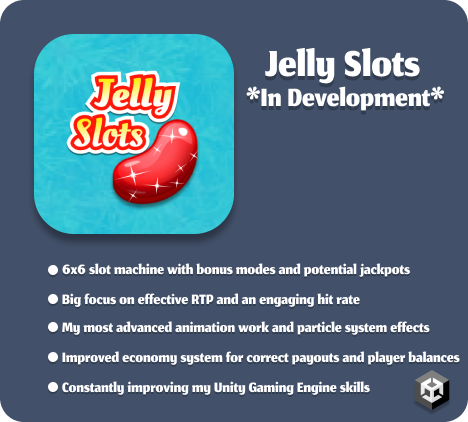 Jelly Slots
*In Development*
Jelly
Slots
6x6 slot machine with bonus modes and potential jackpots
Big focus on effective RTP and an engaging hit rate
My most advanced animation work and particle system effects
Improved economy system for correct payouts and player balances
Constantly improving my Unity Gaming Engine skills